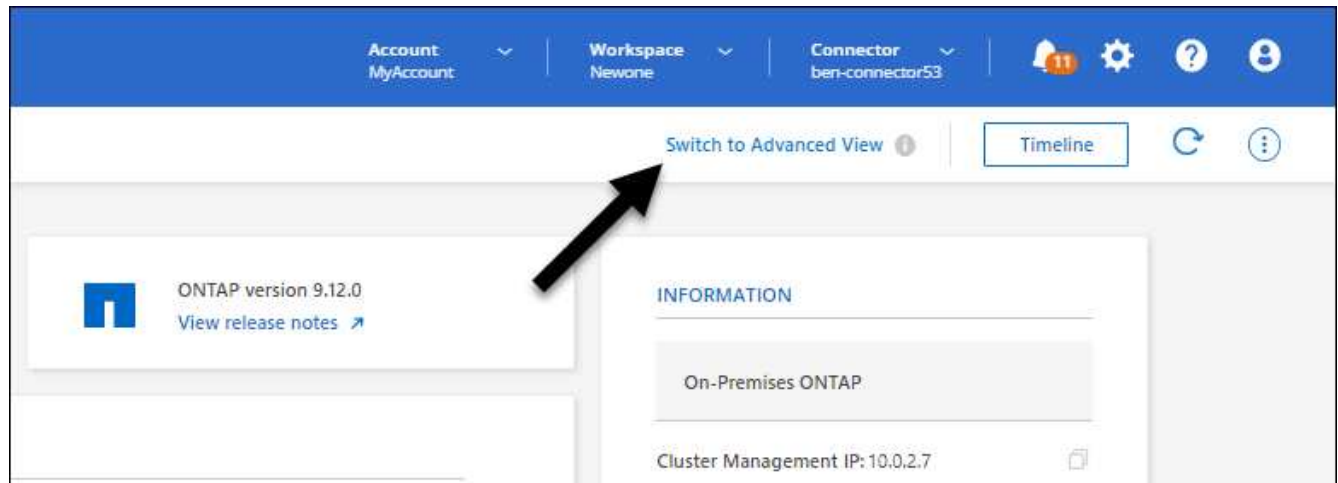 Account
MyAccount
Workspace
Newone
Connector
ben-connector53
11
Switch to Advanced View
Timeline
ONTAP version 9.12.0
View release notes
INFORMATION
On-Premises ONTAP
Cluster Management IP: 10.0.2.7